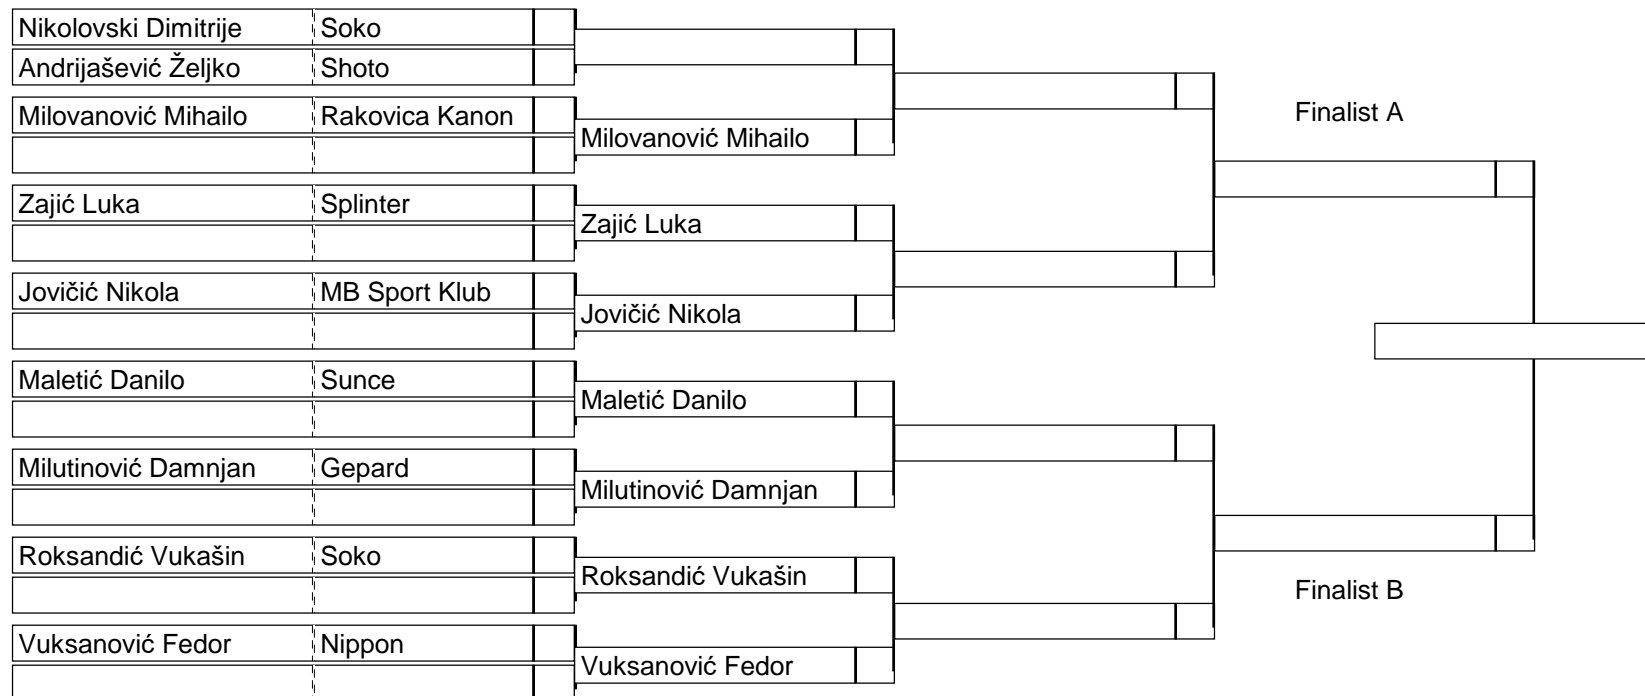 Nikolovski Dimitrije Soko
Andrijašević Željko Shoto
Milovanović Mihailo Rakovica Kanon
Milovanović Mihailo
Zajić Luka Splinter
Zajić Luka
Jovičić Nikola MB Sport Klub
Jovičić Nikola
Maletić Danilo Sunce
Maletić Danilo
Milutinović Damnjan Gepard
Milutinović Damnjan
Roksandić Vukašin Soko
Roksandić Vukašin
Vuksanović Fedor Nippon
Vuksanović Fedor
Finalist A
Finalist B